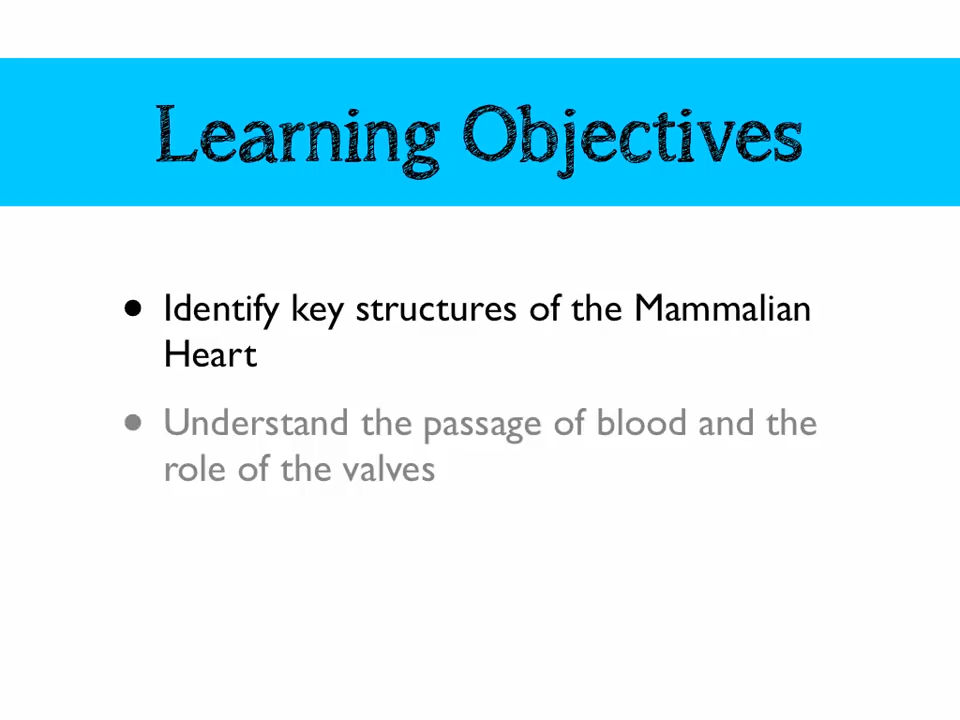 Learning Objectives
• Identify key structures of the Mammalian
Heart
• Understand the passage of blood and the
role of the valves